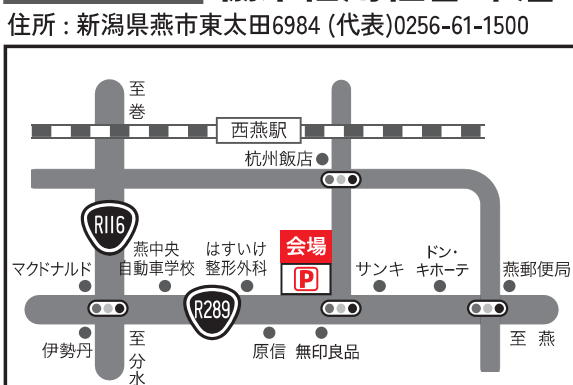 住所 : 新潟県燕市東太田6984 (代表)0256-61-1500
至
巻
西燕駅
杭州飯店
R116
燕中央
自動車学校
はすいけ
整形外科
会場
P
マクドナルド
サンキ
ドン・
キホーテ
燕郵便局
R289
伊勢丹
至
分
水
原信
無印良品
至 燕